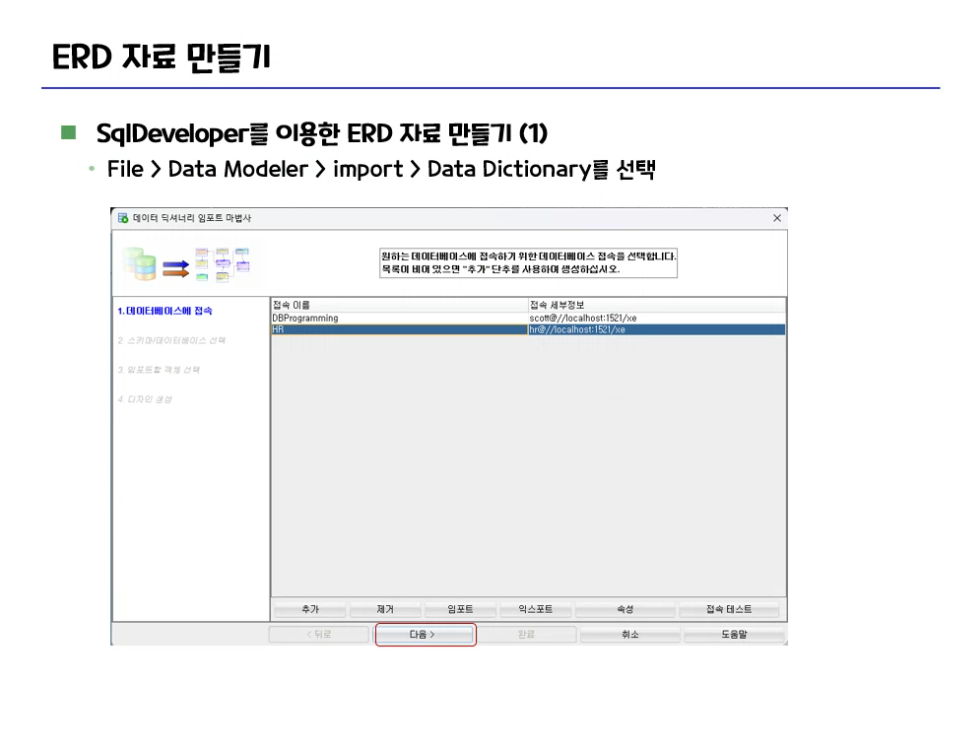 ERD 자료 만들기
SqlDeveloper를 이용한 ERD 자료 만들기 (1)
File > Data Modeler > import > Data Dictionary를 선택
데이터 딕셔너리 임포트 마법사
원하는 데이터베이스에 접속하기 위한 데이터베이스 접속을 선택합니다.
목록이 비어 있으면 "추가" 단추를 사용하여 생성하십시오.
1.데이터베이스에 접속
2 스키마/데이터베이스 선택
3 임포트할 객체 선택
4 디자인 생성
접속 이름 접속 세부정보
DBProgramming scott@//localhost:1521/xe
HR hr@//localhost:1521/xe
추가 제거 임포트 익스포트 속성 접속 테스트
< 뒤로 다음 > 완료 취소 도움말